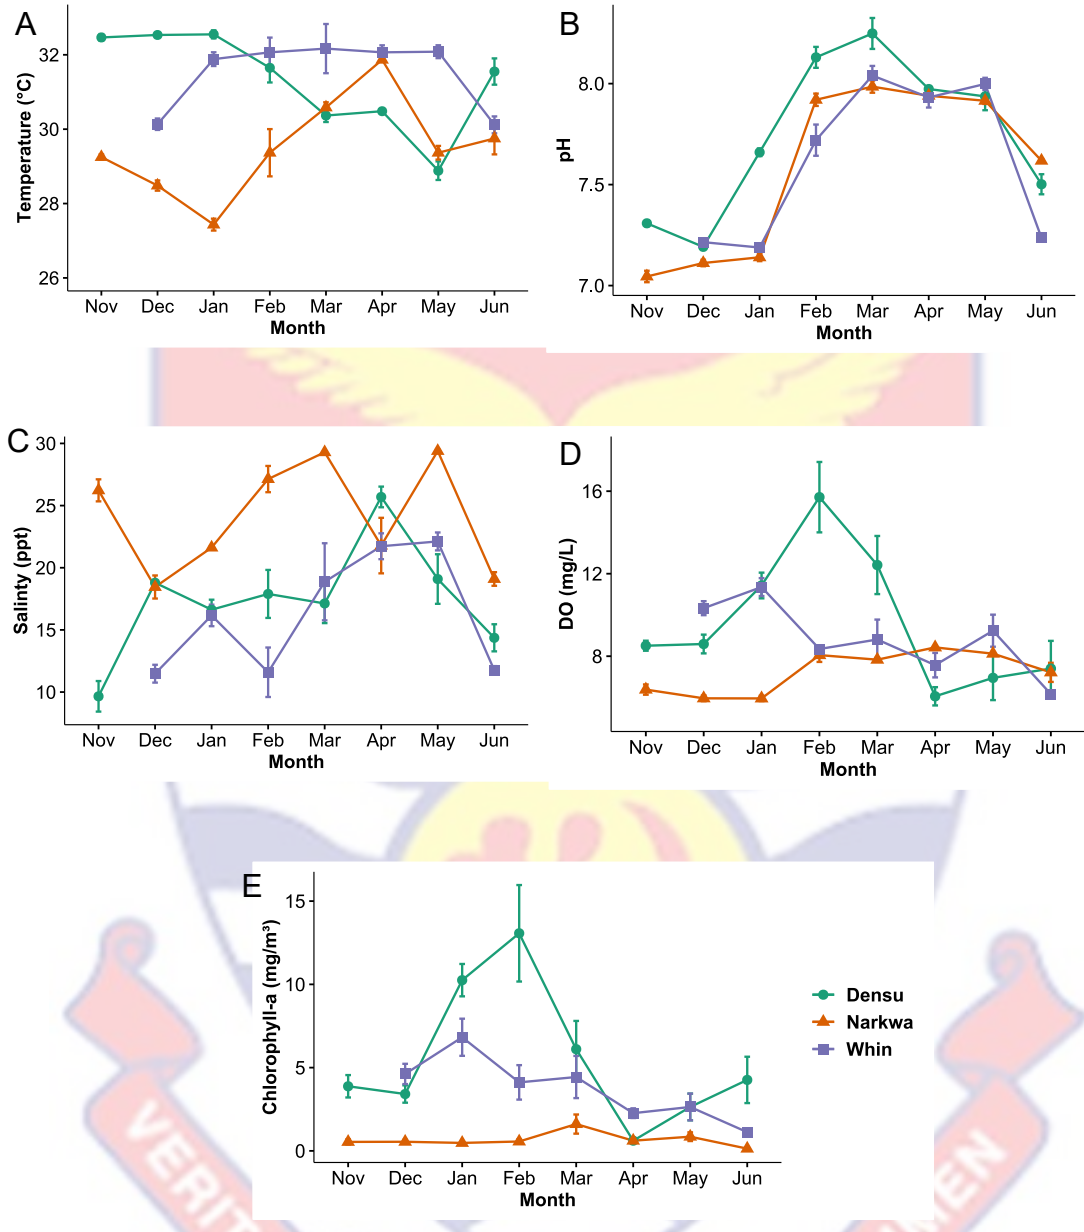 A
Temperature (°C)
32
30
28
26
Nov Dec Jan Feb Mar Apr May Jun
Month
B
pH
8.0
7.5
7.0
Nov Dec Jan Feb Mar Apr May Jun
Month
C
Salinty (ppt)
30
25
20
15
10
Nov Dec Jan Feb Mar Apr May Jun
Month
D
DO (mg/L)
16
12
8
Nov Dec Jan Feb Mar Apr May Jun
Month
E
Chlorophyll-a (mg/m³)
15
10
5
0
Nov Dec Jan Feb Mar Apr May Jun
Month
Densu
Narkwa
Whin
VERIT
MEN